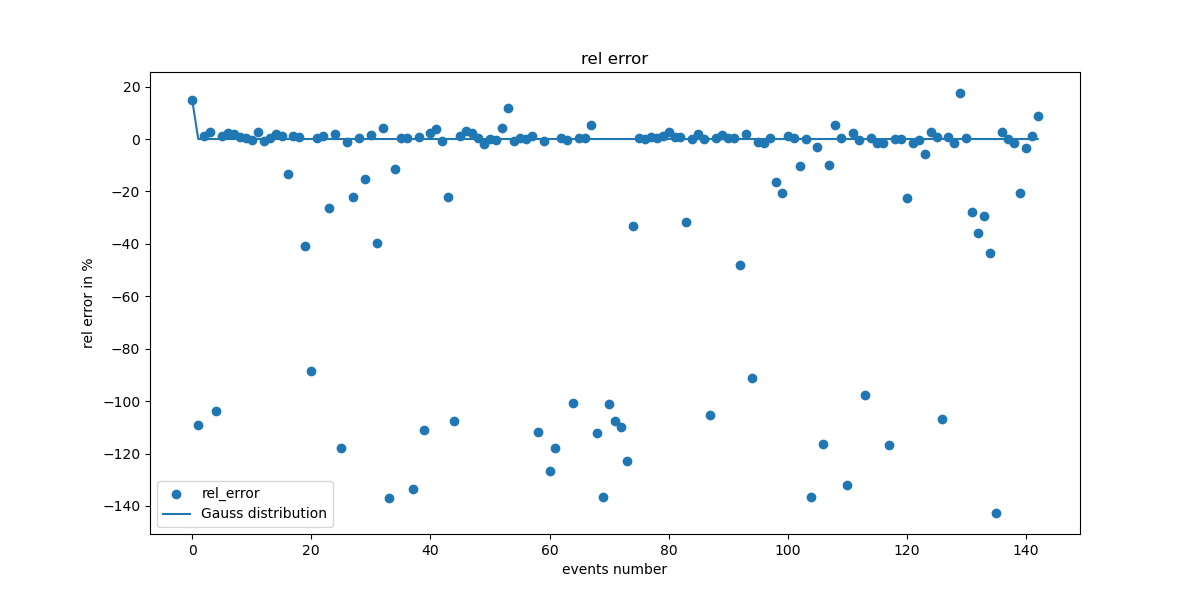 rel error
20
0
−20
−40
−60
−80
−100
−120
−140
rel error in %
rel_error
Gauss distribution
0 20 40 60 80 100 120 140
events number